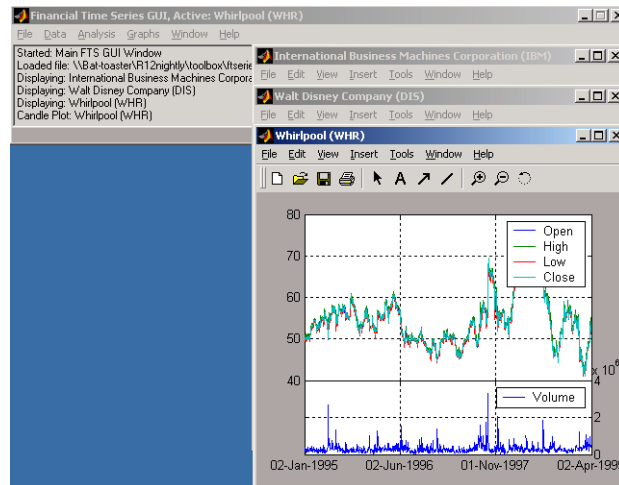 Financial Time Series GUI, Active: Whirlpool (WHR)
File Data Analysis Graphs Window Help
Started: Main FTS GUI Window
Loaded file: \\Bat-toaster\R12nightly\toolbox\ftserie
Displaying: International Business Machines Corpora
Displaying: Walt Disney Company (DIS)
Displaying: Whirlpool (WHR)
Candle Plot: Whirlpool (WHR)
International Business Machines Corporation (IBM)
File Edit View Insert Tools Window Help
Walt Disney Company (DIS)
File Edit View Insert Tools Window Help
Whirlpool (WHR)
File Edit View Insert Tools Window Help
A
80
70
60
50
40
Open
High
Low
Close
x 10^6
4
2
0
Volume
02-Jan-1995 02-Jun-1996 01-Nov-1997 02-Apr-1999